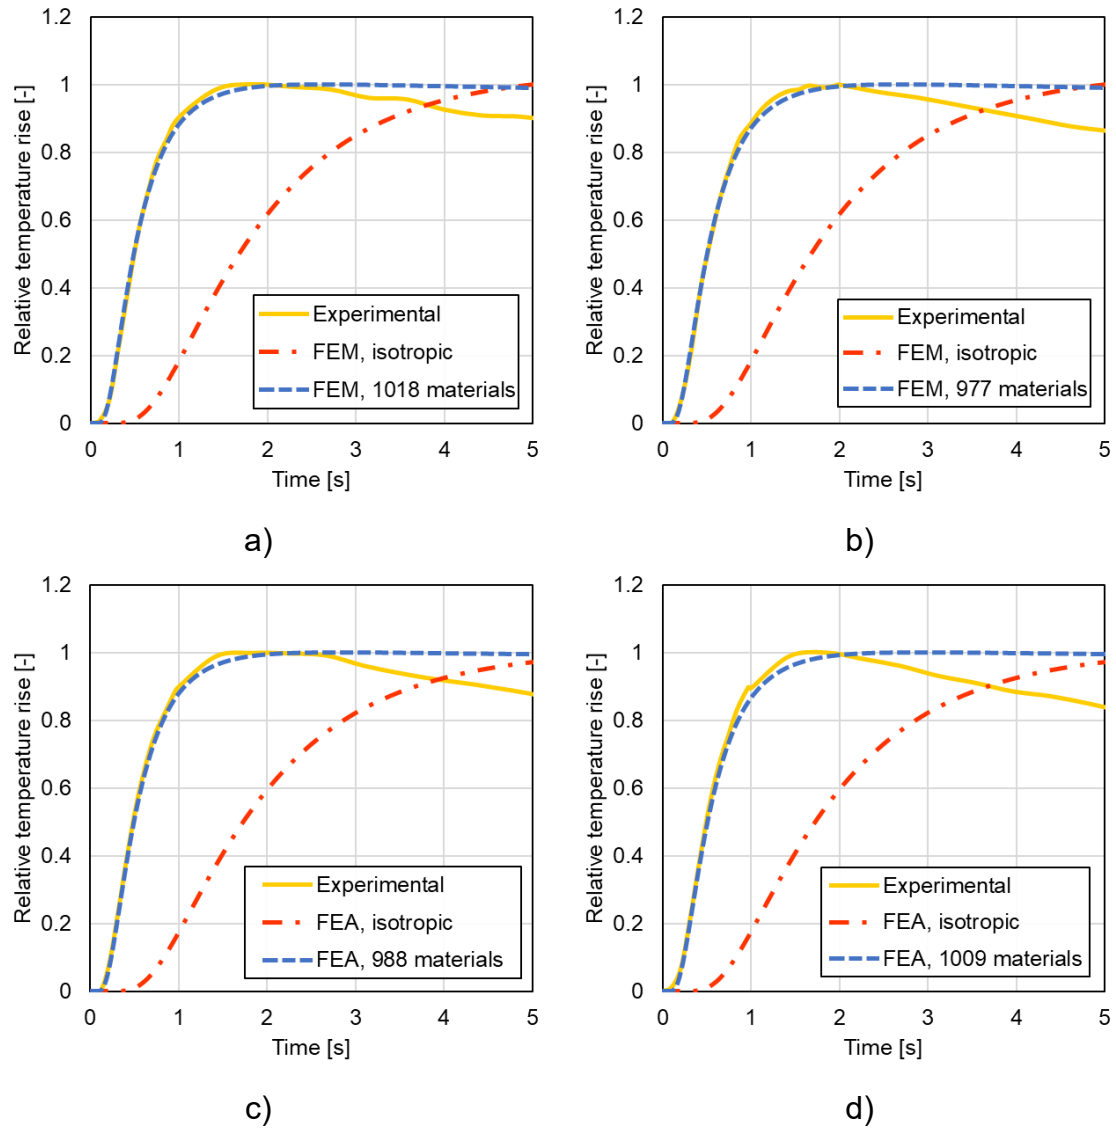 1.2
1
0.8
0.6
0.4
0.2
0
Relative temperature rise [-]
Experimental
FEM, isotropic
FEM, 1018 materials
0 1 2 3 4 5
Time [s]
a)
1.2
1
0.8
0.6
0.4
0.2
0
Relative temperature rise [-]
Experimental
FEM, isotropic
FEM, 977 materials
0 1 2 3 4 5
Time [s]
b)
1.2
1
0.8
0.6
0.4
0.2
0
Relative temperature rise [-]
Experimental
FEA, isotropic
FEA, 988 materials
0 1 2 3 4 5
Time [s]
c)
1.2
1
0.8
0.6
0.4
0.2
0
Relative temperature rise [-]
Experimental
FEA, isotropic
FEA, 1009 materials
0 1 2 3 4 5
Time [s]
d)